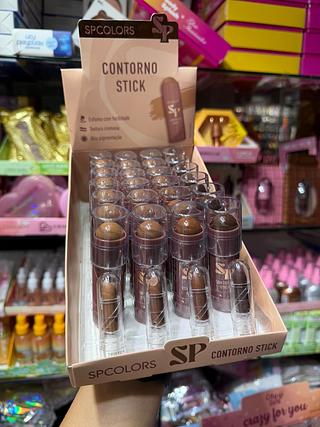 SPCOLORS
SP
CONTORNO
STICK
Esfuma com facilidade
Textura cremosa
Alta pigmentação
SP
SP
SPCOLORS SP CONTORNO STICK
crazy for you